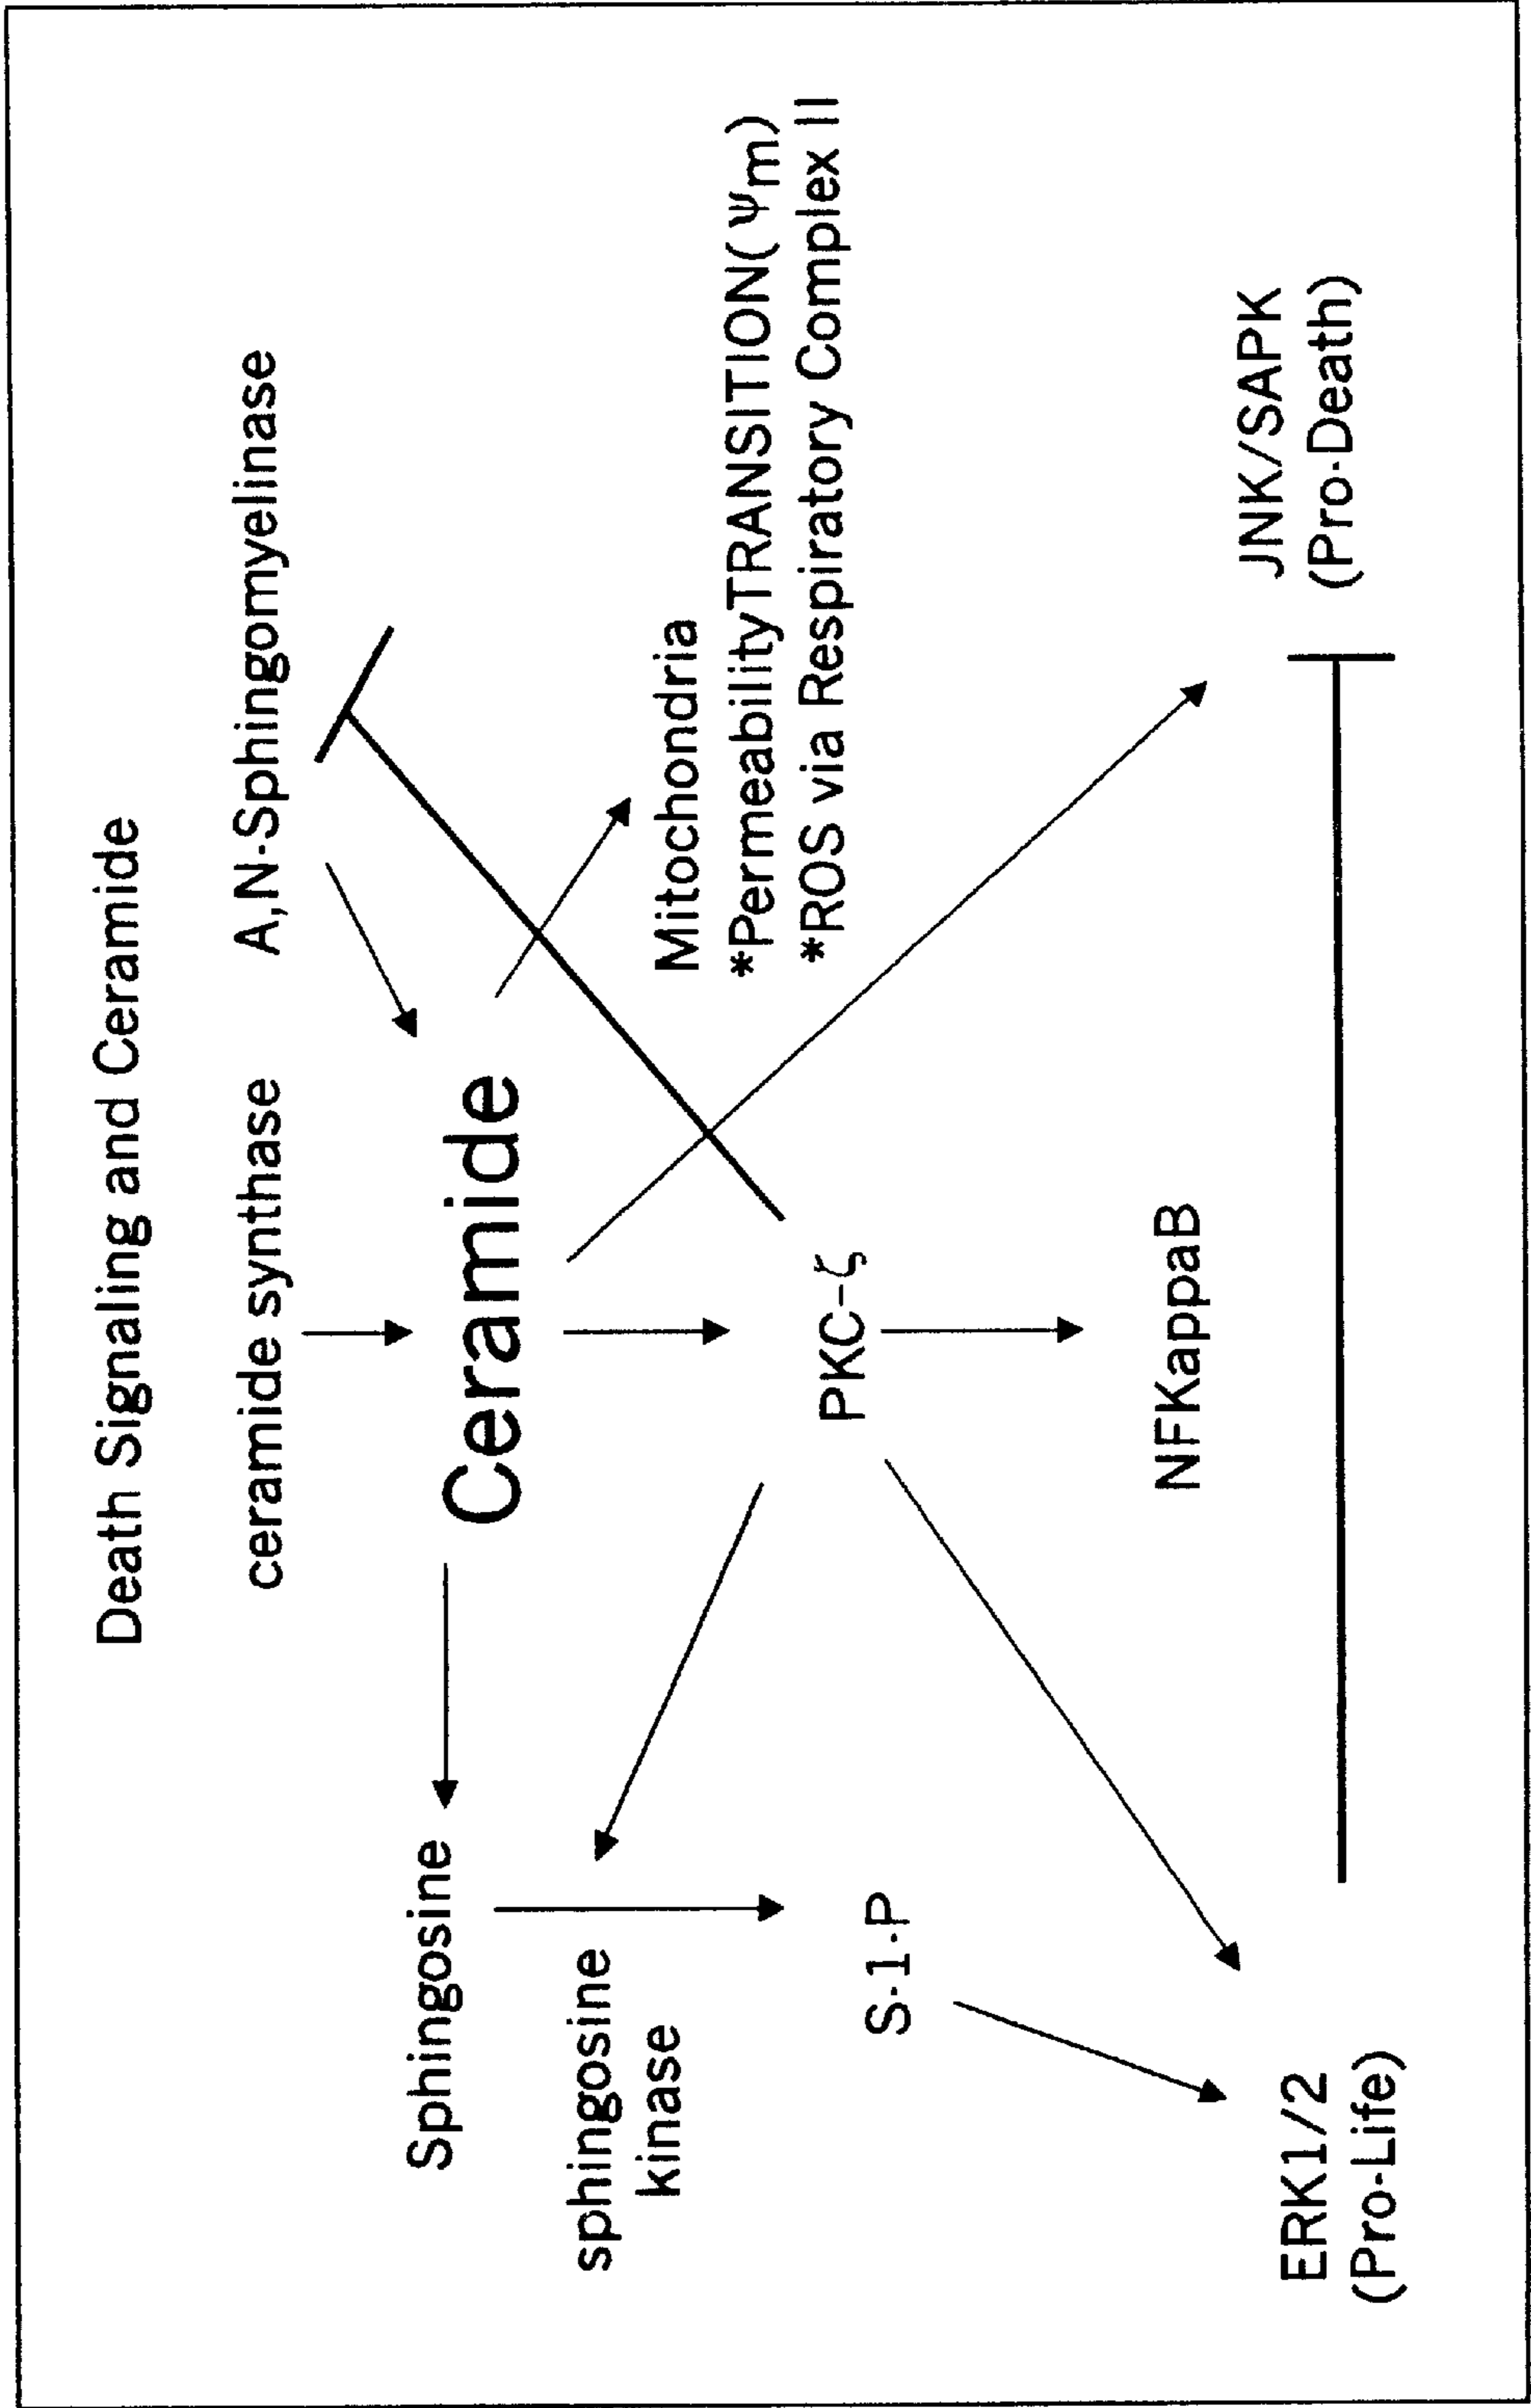 Death Signaling and Ceramide
ceramide synthase
A,N-Sphingomyelinase
Sphingosine
Ceramide
sphingosine
kinase
Mitochondria
*PermeabilityTRANSITION(Ψm)
*ROS via Respiratory Complex II
S-1-P
PKC-ζ
NFKappaB
ERK1/2
(Pro-Life)
JNK/SAPK
(Pro-Death)